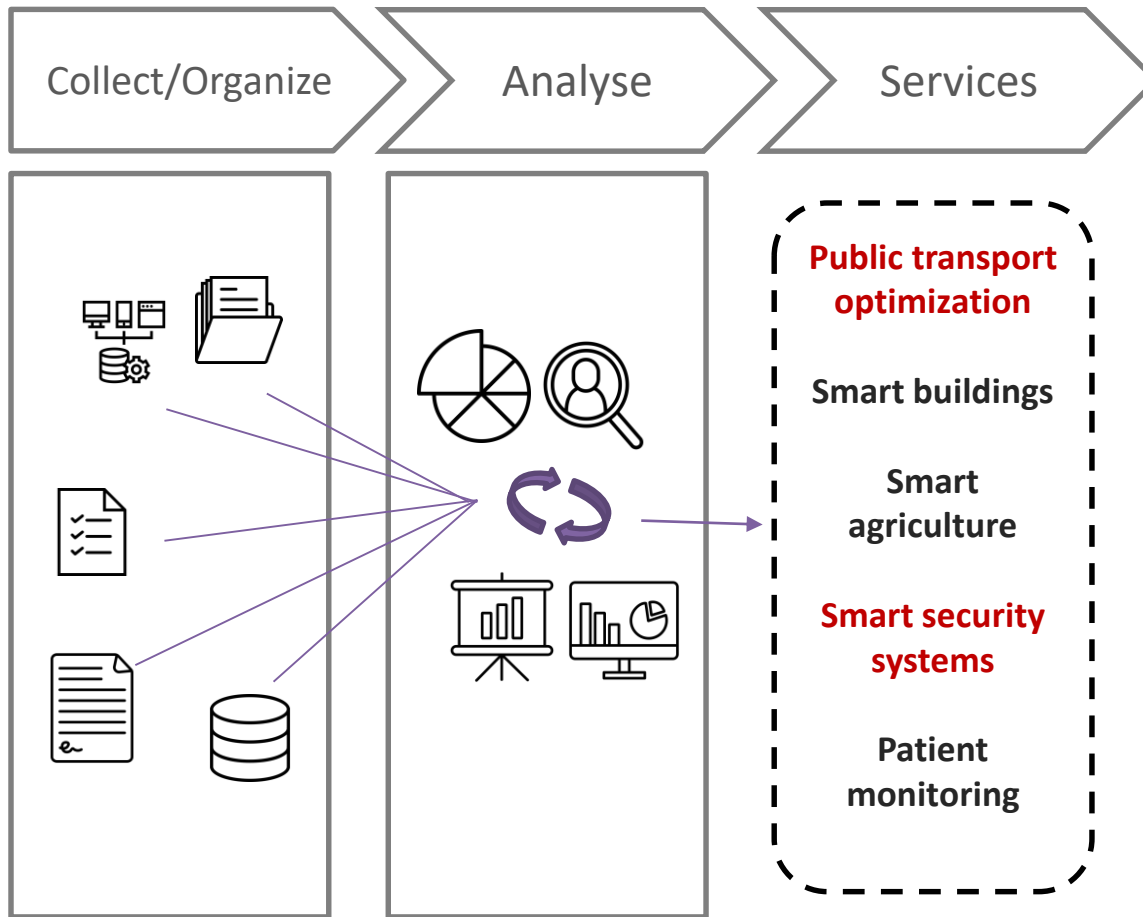 Collect/Organize
Analyse
Services
Public transport
optimization
Smart buildings
Smart
agriculture
Smart security
systems
Patient
monitoring